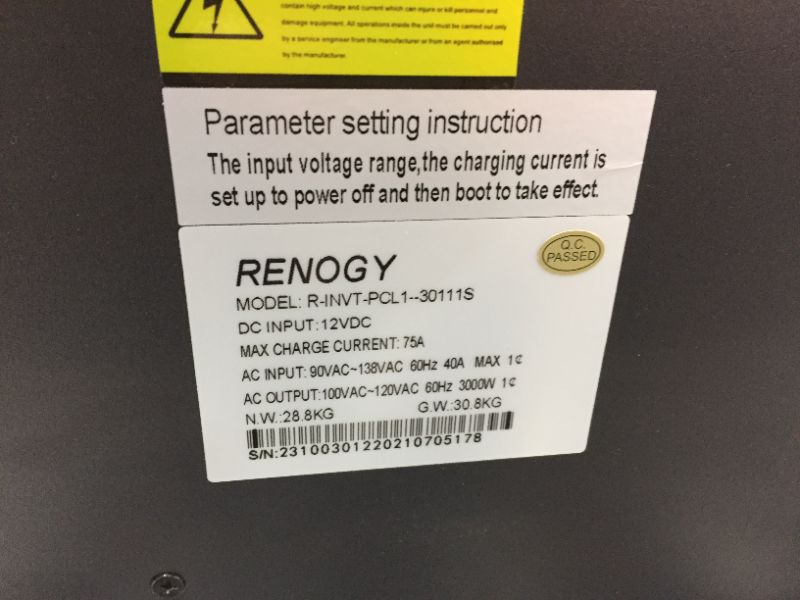 contain high voltage and current which can injure or kill personnel and
damage equipment. All operations inside the unit must be carried out only
by a service engineer from the manufacturer or from an agent authorised
by the manufacturer.
Parameter setting instruction
The input voltage range,the charging current is
set up to power off and then boot to take effect.
Q.C.
PASSED
RENOGY
MODEL: R-INVT-PCL1--30111S
DC INPUT:12VDC
MAX CHARGE CURRENT: 75A
AC INPUT: 90VAC~138VAC 60Hz 40A MAX 1¢
AC OUTPUT:100VAC~120VAC 60Hz 3000W 1¢
N.W.:28.8KG G.W.:30.8KG
S/N:23100301220210705178